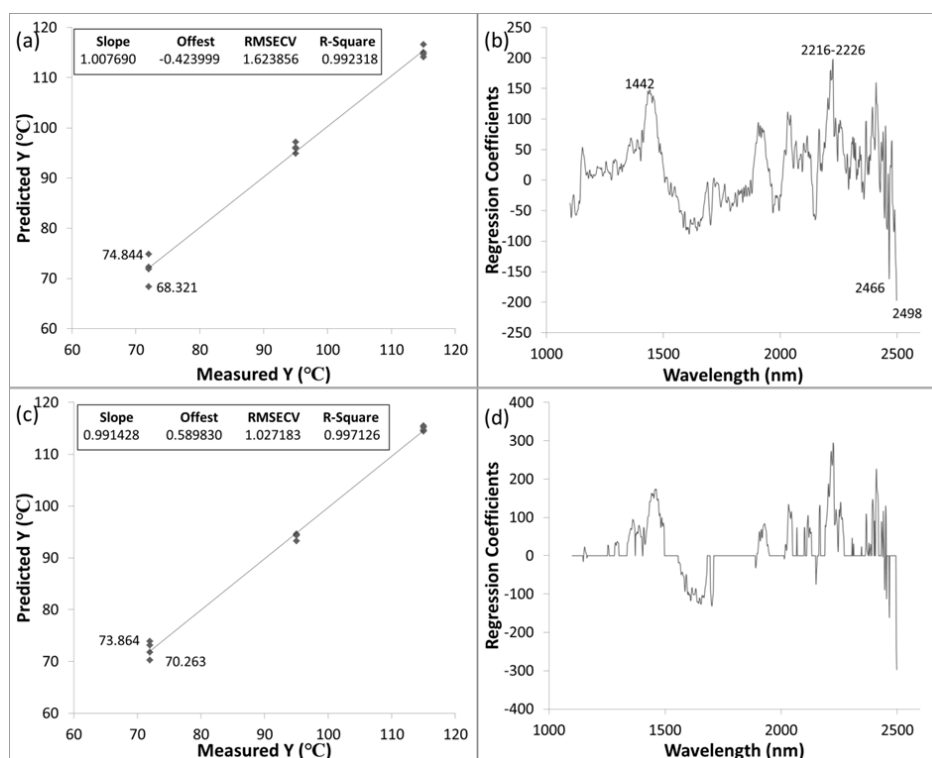 (a)
Slope Offest RMSECV R-Square
1.007690 -0.423999 1.623856 0.992318
120
110
100
90
80
70
60
74.844
68.321
60 70 80 90 100 110 120
Predicted Y (℃)
Measured Y (℃)
(b)
250
200
150
100
50
0
-50
-100
-150
-200
-250
1442
2216-2226
2466
2498
1000 1500 2000 2500
Regression Coefficients
Wavelength (nm)
(c)
Slope Offest RMSECV R-Square
0.991428 0.589830 1.027183 0.997126
120
110
100
90
80
70
60
73.864
70.263
60 70 80 90 100 110 120
Predicted Y (℃)
Measured Y (℃)
(d)
400
300
200
100
0
-100
-200
-300
-400
1000 1500 2000 2500
Regression Coefficients
Wavelength (nm)